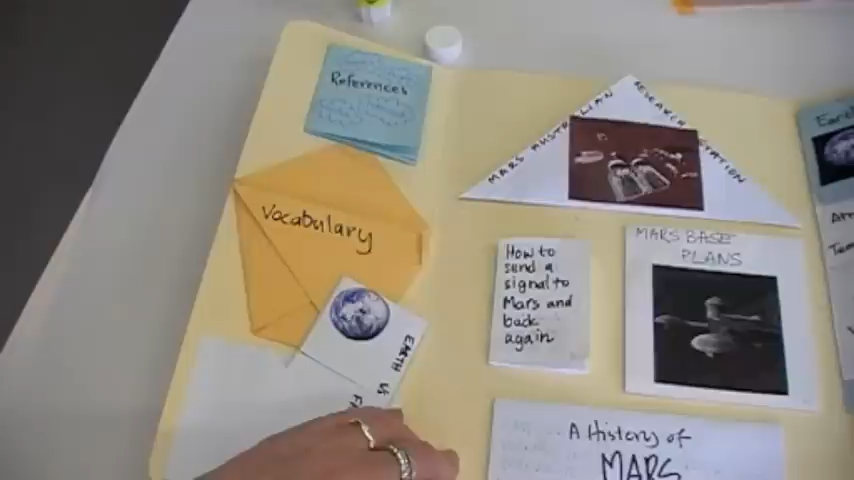 References
Vocabulary
EARTH VS
MARS AUSTRALIAN
RESEARCH STATION
How to
send a
signal to
Mars and
back
again
MARS BASE
PLANS
A History of
MARS